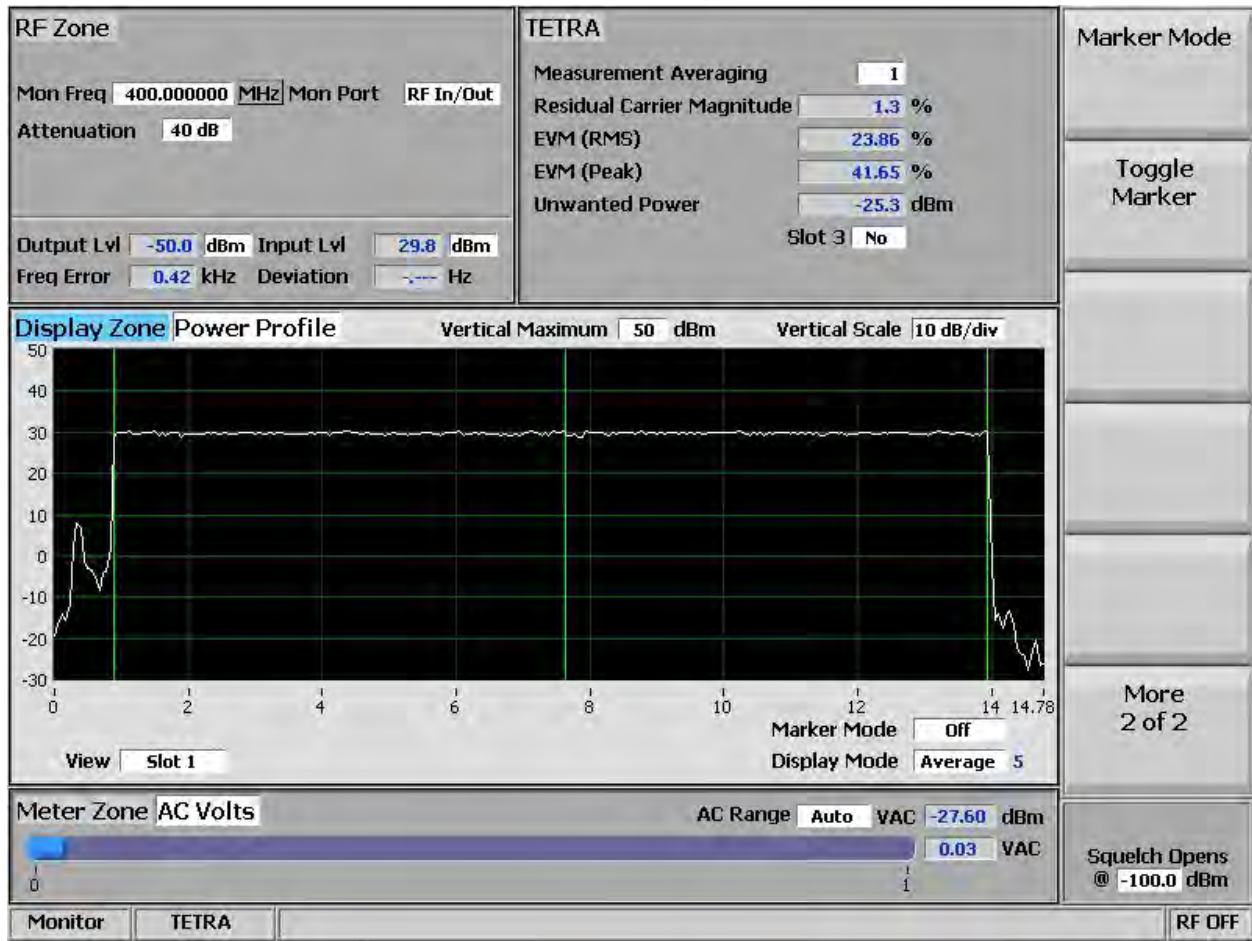 RF Zone
Mon Freq 400.000000 MHz Mon Port RF In/Out
Attenuation 40 dB
Output Lvl -50.0 dBm Input Lvl 29.8 dBm
Freq Error 0.42 kHz Deviation -.--- Hz
TETRA
Measurement Averaging 1
Residual Carrier Magnitude 1.3 %
EVM (RMS) 23.86 %
EVM (Peak) 41.65 %
Unwanted Power -25.3 dBm
Slot 3 No
Display Zone Power Profile Vertical Maximum 50 dBm Vertical Scale 10 dB/div
50
40
30
20
10
0
-10
-20
-30
0 2 4 6 8 10 12 14 14.78
Marker Mode Off
View Slot 1 Display Mode Average 5
Meter Zone AC Volts AC Range Auto VAC -27.60 dBm
0.03 VAC
0 1
Marker Mode
Toggle
Marker
More
2 of 2
Squelch Opens
@ -100.0 dBm
Monitor TETRA RF OFF